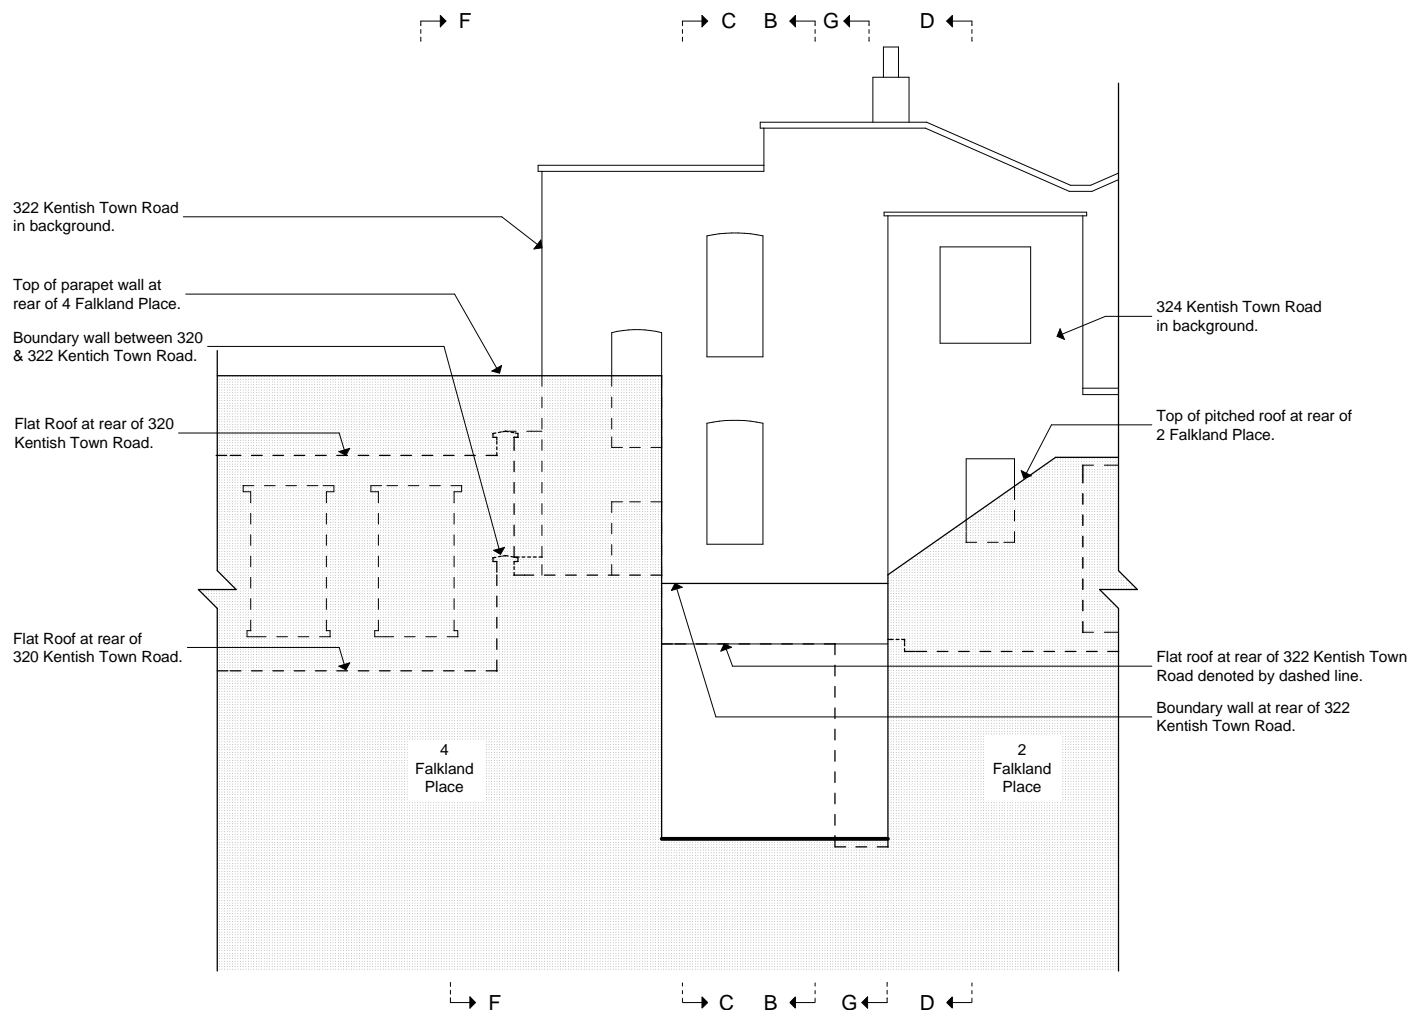 F
C
B
G
D
322 Kentish Town Road
in background.
Top of parapet wall at
rear of 4 Falkland Place.
Boundary wall between 320
& 322 Kentich Town Road.
Flat Roof at rear of 320
Kentish Town Road.
Flat Roof at rear of
320 Kentish Town Road.
324 Kentish Town Road
in background.
Top of pitched roof at rear of
2 Falkland Place.
Flat roof at rear of 322 Kentish Town
Road denoted by dashed line.
Boundary wall at rear of 322
Kentish Town Road.
4
Falkland
Place
2
Falkland
Place
F
C
B
G
D